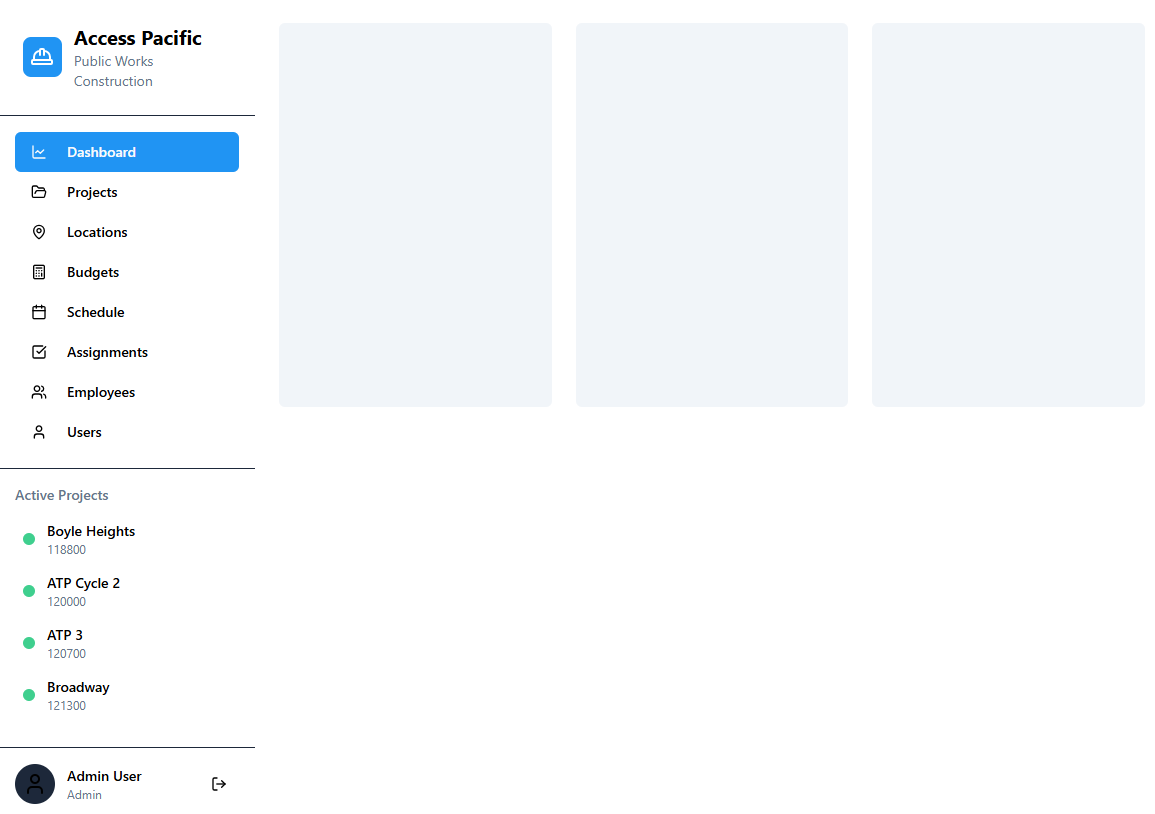 Access Pacific
Public Works
Construction
Dashboard
Projects
Locations
Budgets
Schedule
Assignments
Employees
Users
Active Projects
Boyle Heights
118800
ATP Cycle 2
120000
ATP 3
120700
Broadway
121300
Admin User
Admin